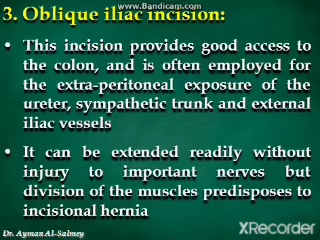 www.Bandicam.com
3. Oblique iliac incision:
• This incision provides good access to
the colon, and is often employed for
the extra-peritoneal exposure of the
ureter, sympathetic trunk and external
iliac vessels
• It can be extended readily without
injury to important nerves but
division of the muscles predisposes to
incisional hernia
Dr. Ayman Al-Salmey
XRecorder